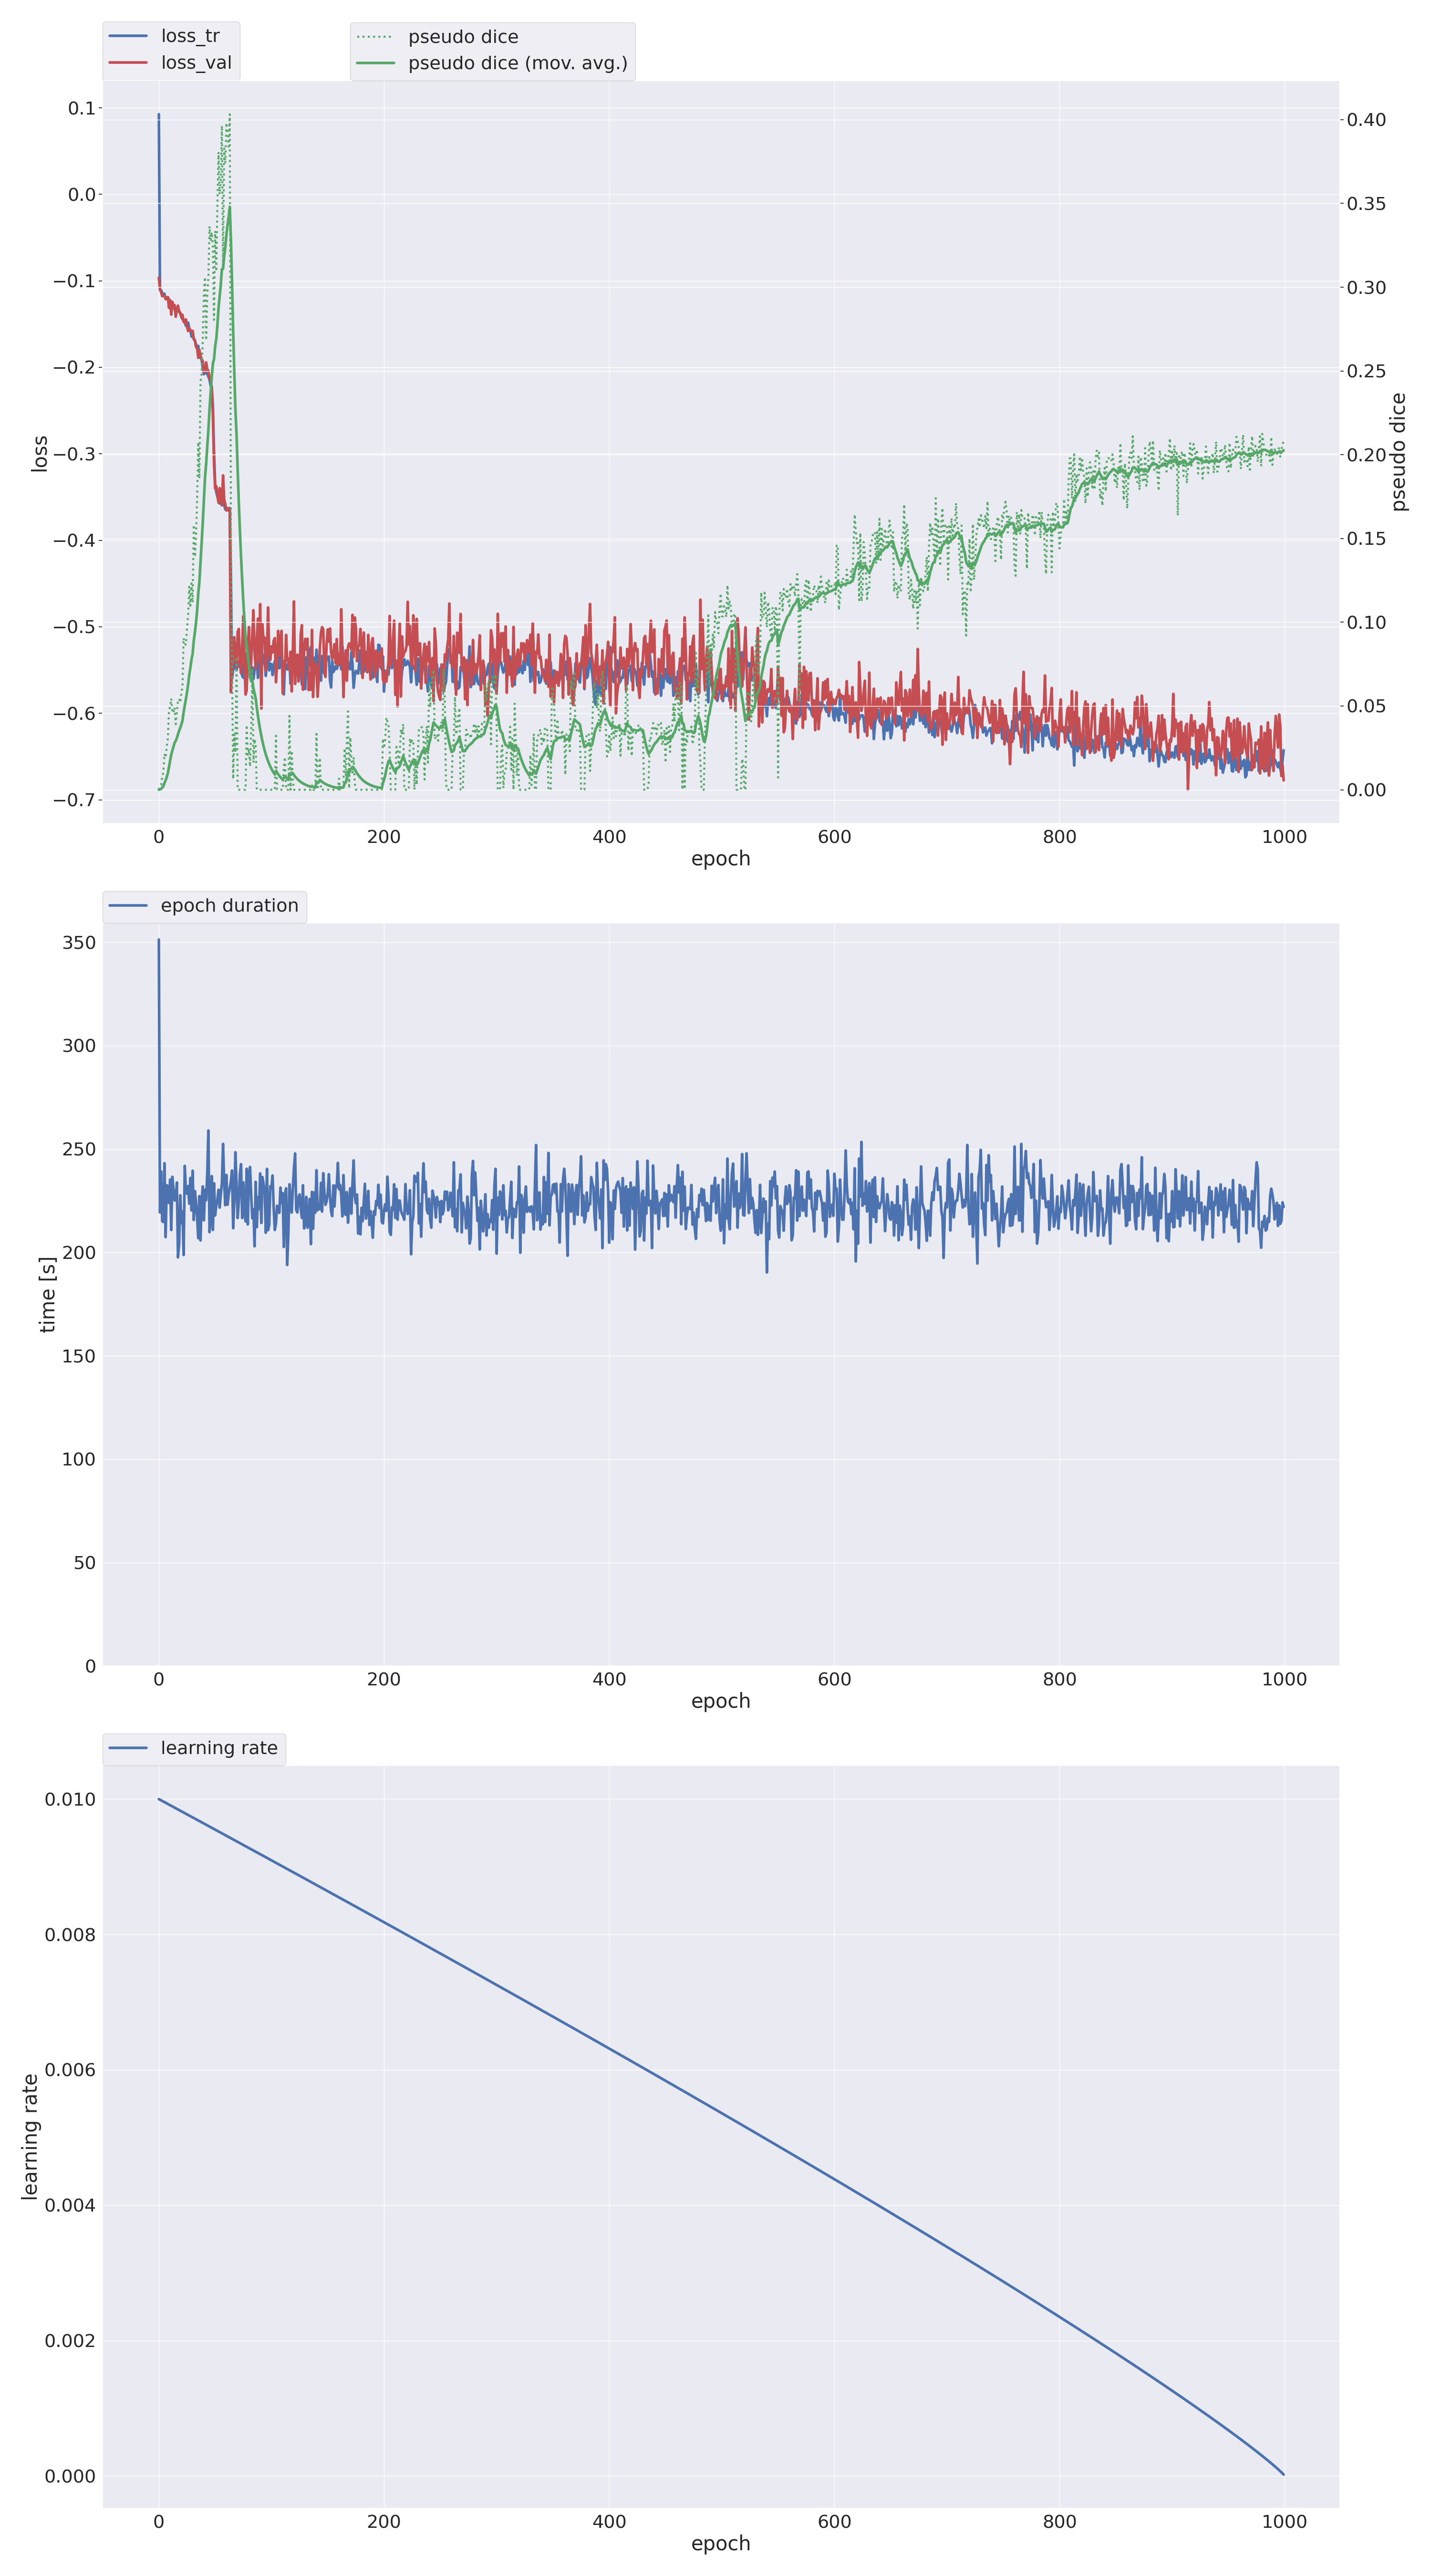 loss_tr
loss_val
pseudo dice
pseudo dice (mov. avg.)
0.1
0.0
−0.1
−0.2
−0.3
−0.4
−0.5
−0.6
−0.7
loss
0.40
0.35
0.30
0.25
0.20
0.15
0.10
0.05
0.00
pseudo dice
0 200 400 600 800 1000
epoch
epoch duration
350
300
250
200
150
100
50
0
time [s]
0 200 400 600 800 1000
epoch
learning rate
0.010
0.008
0.006
0.004
0.002
0.000
learning rate
0 200 400 600 800 1000
epoch